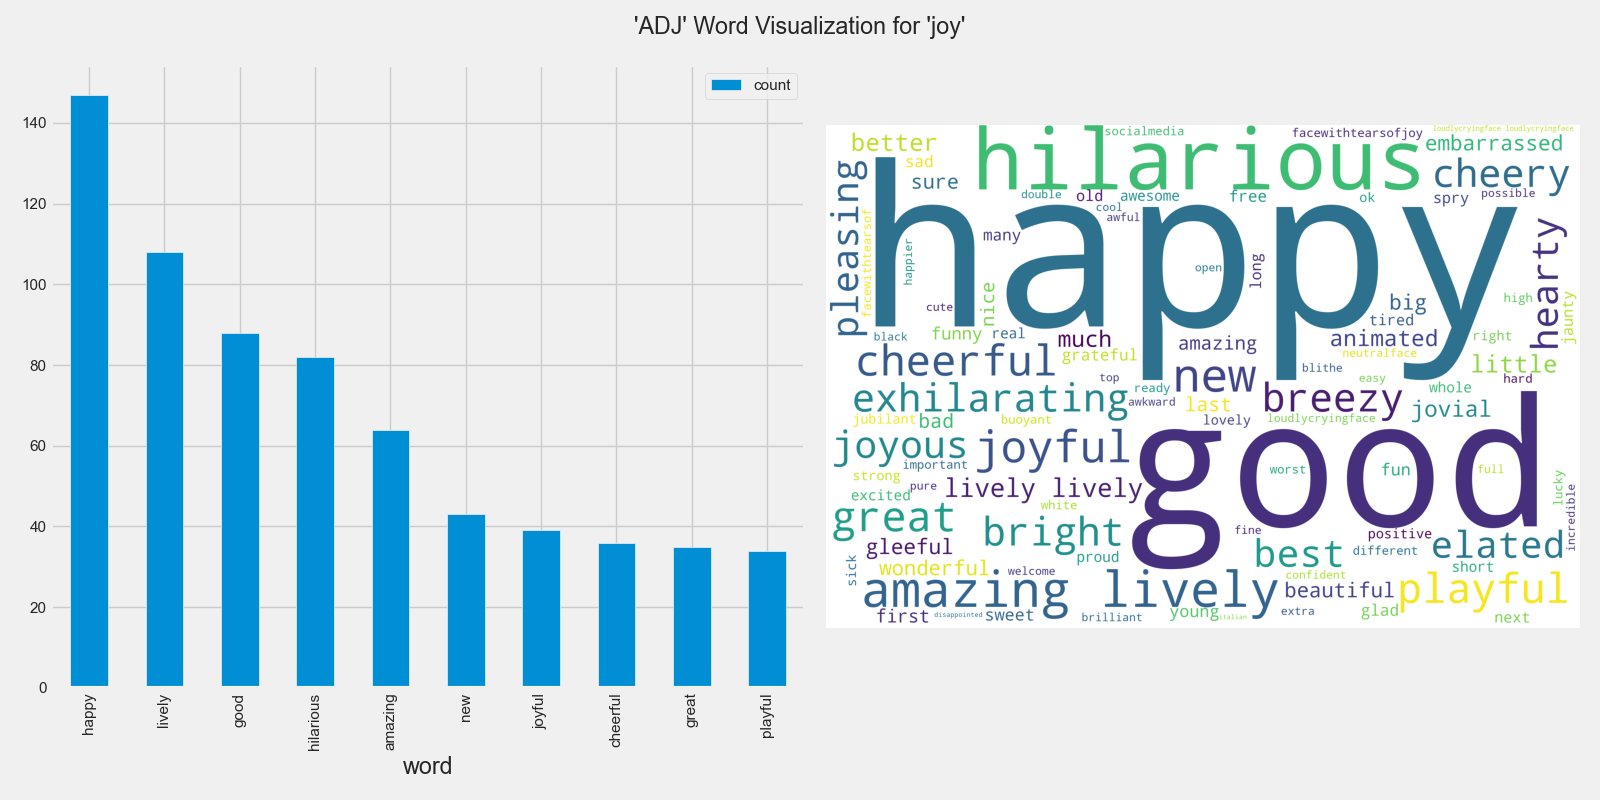 'ADJ' Word Visualization for 'joy'
count
140
120
100
80
60
40
20
0
happy
lively
good
hilarious
amazing
new
joyful
cheerful
great
playful
word
better
hilarious
socialmedia
facewithtearsofjoy
loudlycryingface loudlycryingface
embarrassed
sad
sure
pleasing
happy
cheery
double
old
awesome
free
ok
spry
possible
cool
awful
many
facewithtearsof
happier
open
long
hearty
cute
nice
big
high
jaunty
black
funny
real
much
amazing
tired
animated
right
cheerful
grateful
neutralface
little
top
new
blithe
easy
hard
exhilarating
ready
awkward
last
breezy
whole
jovial
jubilant
bad
buoyant
lovely
loudlycryingface
good
joyous
joyful
important
worst
fun
full
strong
pure
lively lively
excited
white
lucky
incredible
great
bright
fine
positive
gleeful
proud
best
different
elated
sick
wonderful
welcome
confident
short
amazing
lively
beautiful
playful
first
disappointed
sweet
brilliant
young
italian
extra
glad
next